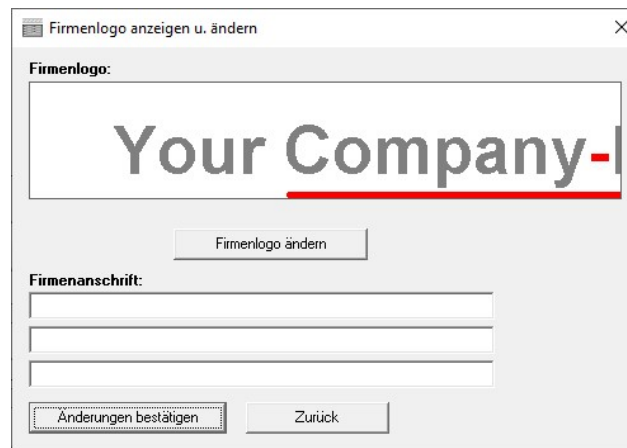 Firmenlogo anzeigen u. ändern
Firmenlogo:
Your Company-
Firmenlogo ändern
Firmenanschrift:
Änderungen bestätigen
Zurück